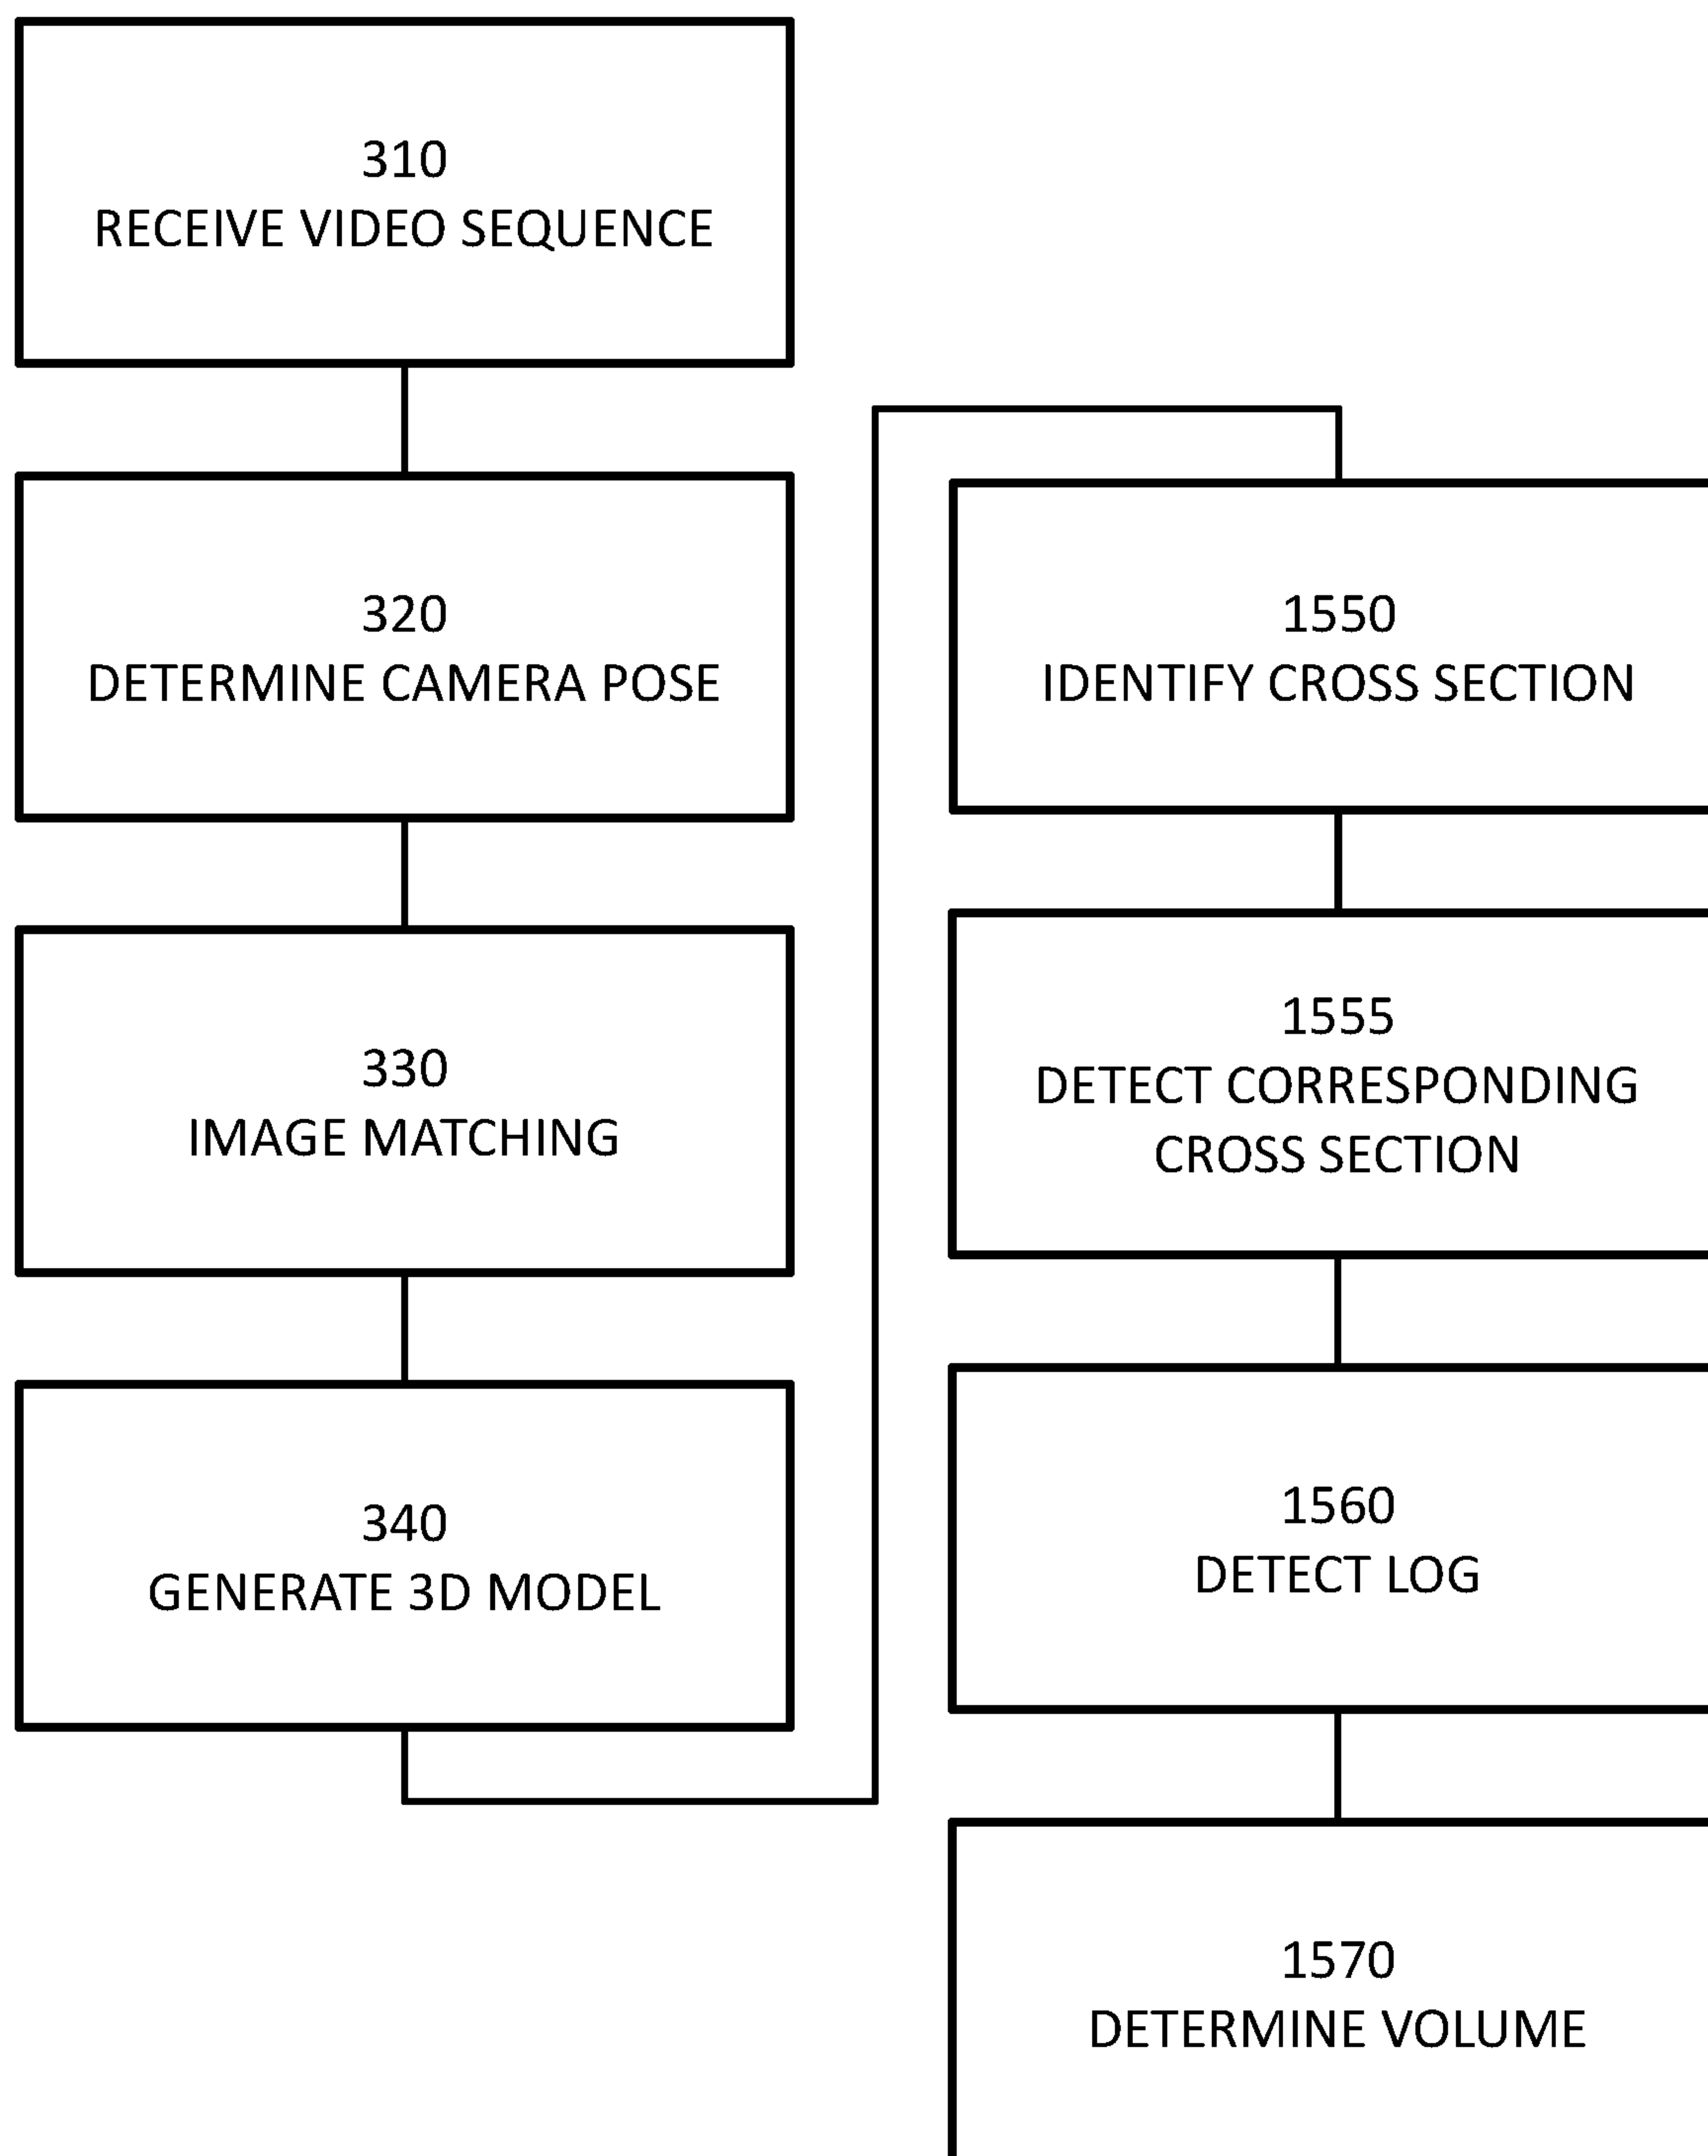 310
RECEIVE VIDEO SEQUENCE
320
DETERMINE CAMERA POSE
330
IMAGE MATCHING
340
GENERATE 3D MODEL
1550
IDENTIFY CROSS SECTION
1555
DETECT CORRESPONDING
CROSS SECTION
1560
DETECT LOG
1570
DETERMINE VOLUME